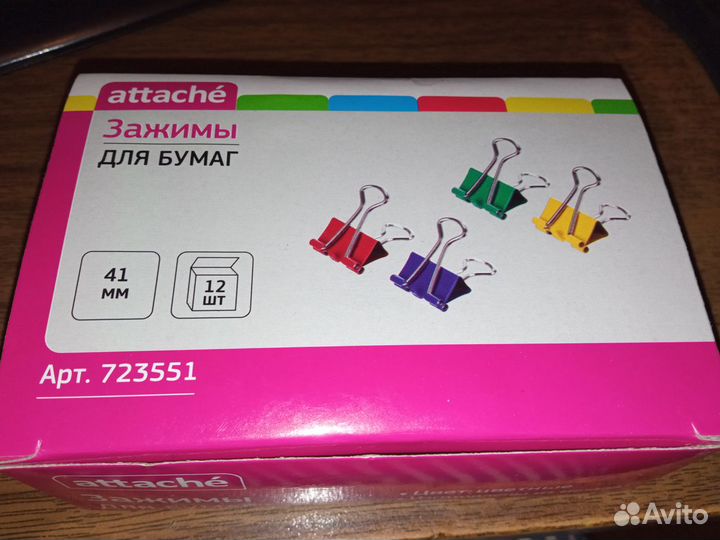 attaché
Зажимы
ДЛЯ БУМАГ
41
ММ
12
ШТ
Арт. 723551
attaché
Зажимы
Avito